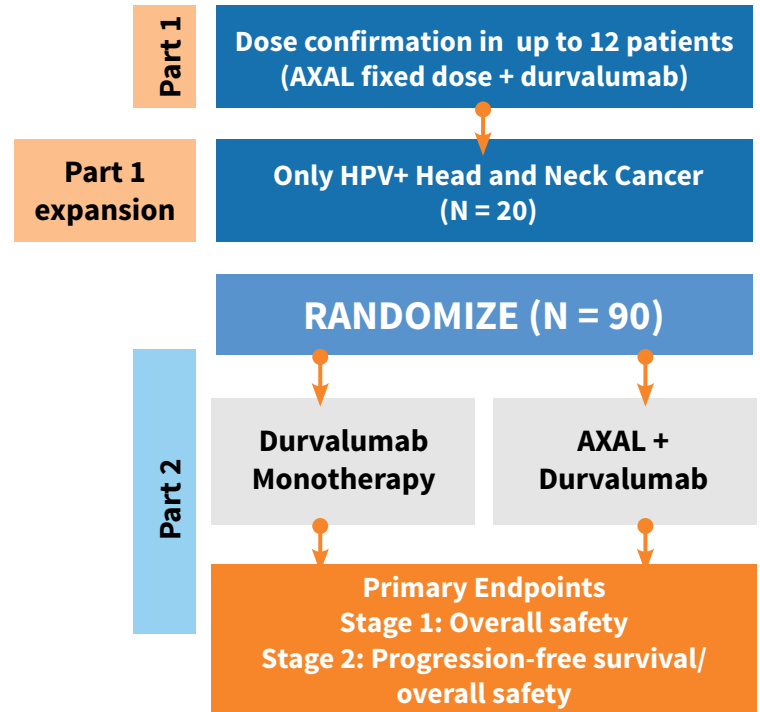 Part 1
Dose confirmation in up to 12 patients
(AXAL fixed dose + durvalumab)
Part 1
expansion
Only HPV+ Head and Neck Cancer
(N = 20)
RANDOMIZE (N = 90)
Part 2
Durvalumab
Monotherapy
AXAL +
Durvalumab
Primary Endpoints
Stage 1: Overall safety
Stage 2: Progression-free survival/
overall safety